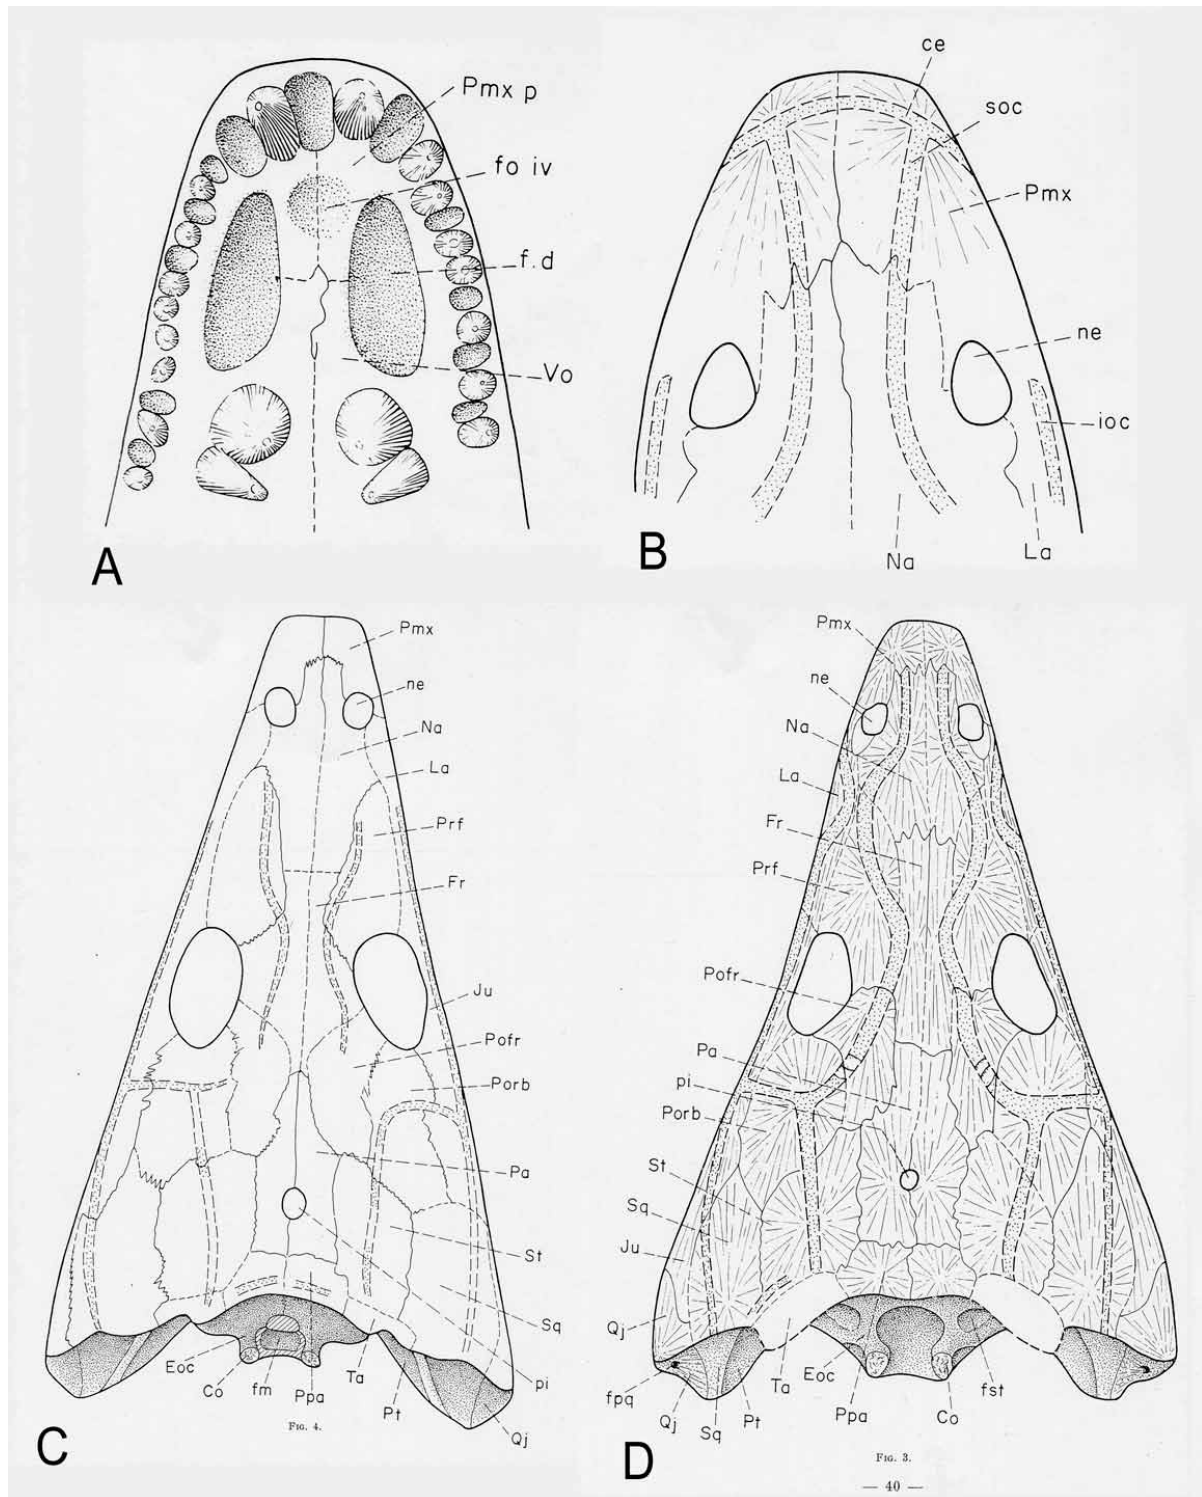 Pmx p
fo iv
f.d
Vo
A
ce
soc
Pmx
ne
ioc
Na
La
B
Pmx
ne
Na
La
Prf
Fr
Ju
Pofr
Porb
Pa
St
Sq
pi
Eoc
Co
fm
Ppa
Ta
Pt
Qj
C
FIG. 4.
Pmx
ne
Na
La
Fr
Prf
Pofr
Pa
pi
Porb
St
Sq
Ju
Qj
fpq
Qj
Sq
Pt
Ta
Eoc
Ppa
Co
fst
D
FIG. 3.
— 40 —